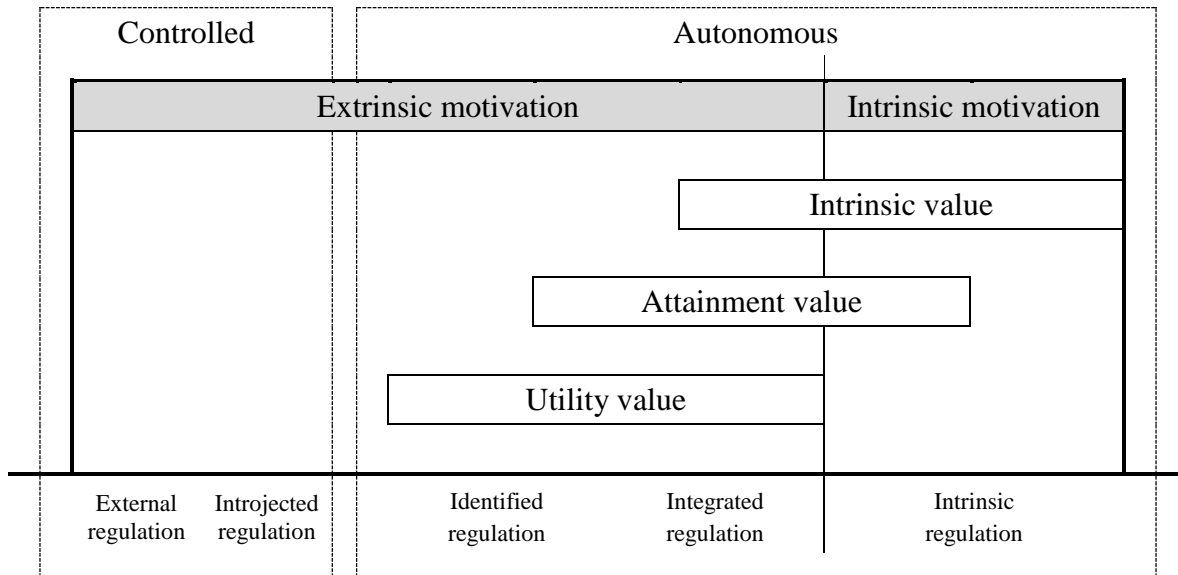 Controlled
Autonomous
Extrinsic motivation
Intrinsic motivation
Intrinsic value
Attainment value
Utility value
External
regulation
Introjected
regulation
Identified
regulation
Integrated
regulation
Intrinsic
regulation